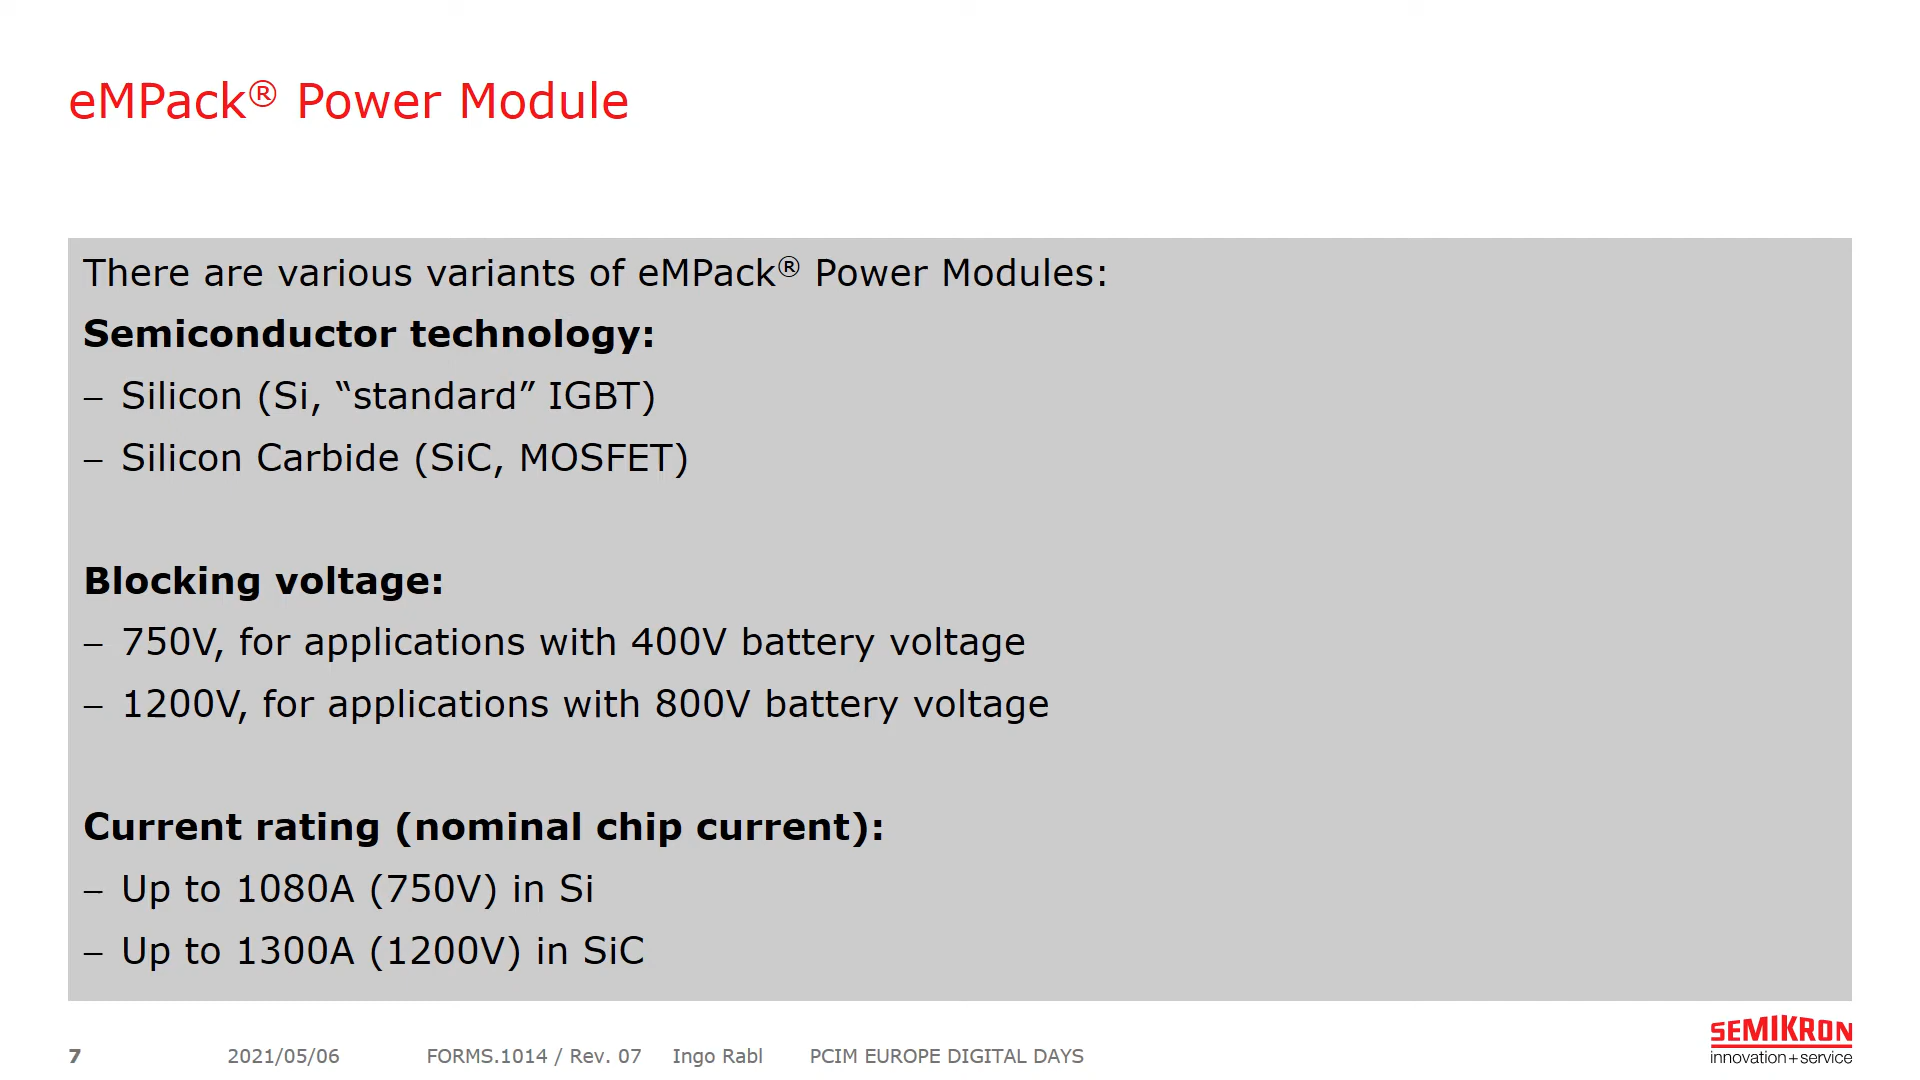 eMPack® Power Module
There are various variants of eMPack® Power Modules:
Semiconductor technology:
– Silicon (Si, “standard” IGBT)
– Silicon Carbide (SiC, MOSFET)
Blocking voltage:
– 750V, for applications with 400V battery voltage
– 1200V, for applications with 800V battery voltage
Current rating (nominal chip current):
– Up to 1080A (750V) in Si
– Up to 1300A (1200V) in SiC
7 2021/05/06 FORMS.1014 / Rev. 07 Ingo Rabl PCIM EUROPE DIGITAL DAYS
SEMIKRON
innovation+service